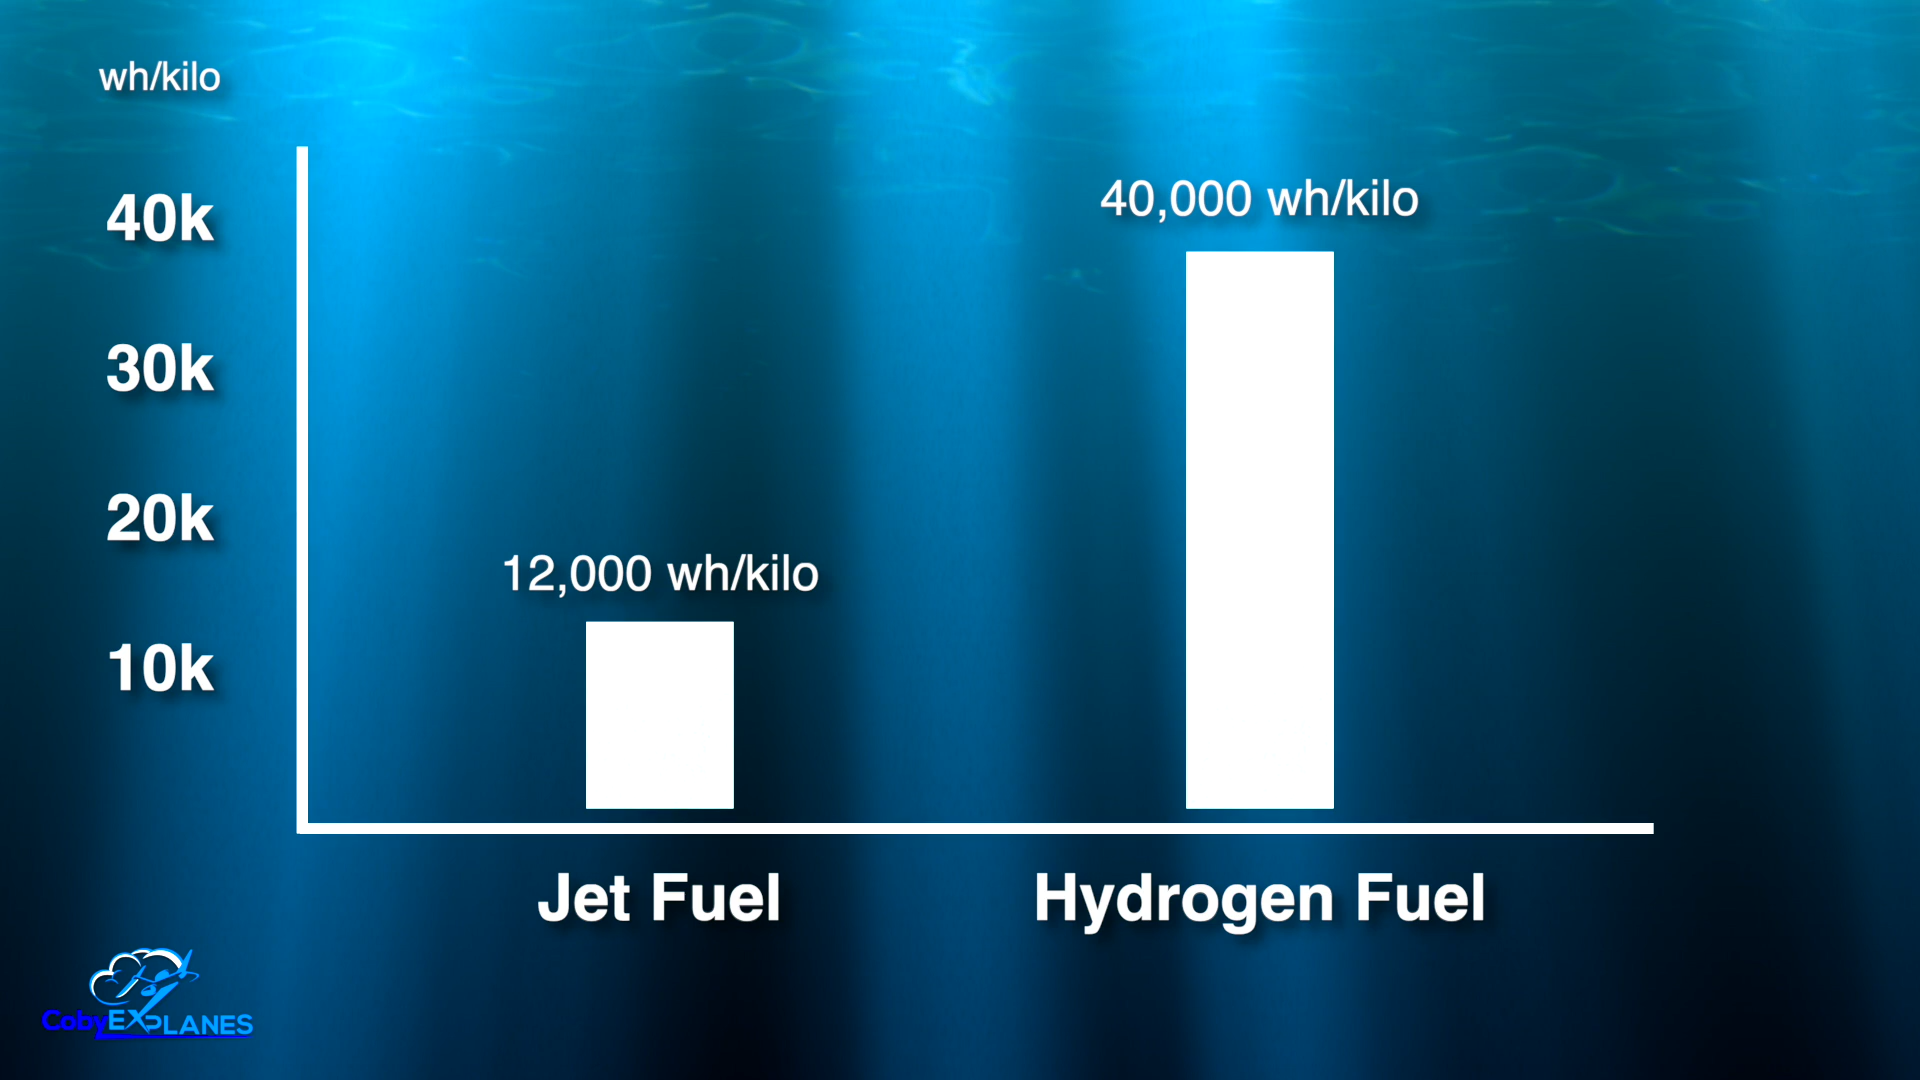 wh/kilo
40k
30k
20k
10k
40,000 wh/kilo
12,000 wh/kilo
Jet Fuel
Hydrogen Fuel
CobyEXPLANES